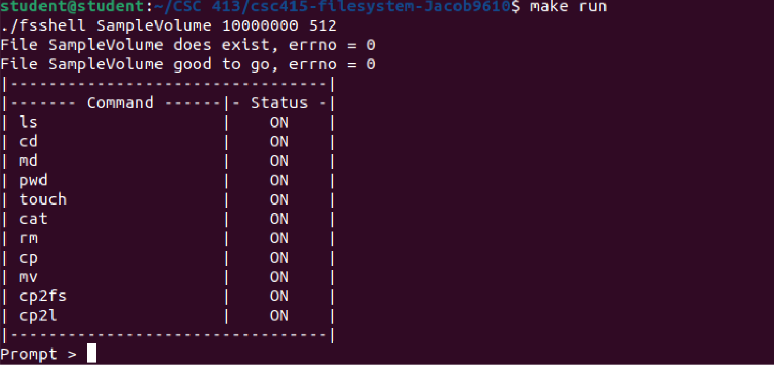 student@student:~/CSC 413/csc415-filesystem-Jacob9610$ make run
./fsshell SampleVolume 10000000 512
File SampleVolume does exist, errno = 0
File SampleVolume good to go, errno = 0
|---------------------------------|
|------- Command ------|- Status -|
| ls                   |    ON    |
| cd                   |    ON    |
| md                   |    ON    |
| pwd                  |    ON    |
| touch                |    ON    |
| cat                  |    ON    |
| rm                   |    ON    |
| cp                   |    ON    |
| mv                   |    ON    |
| cp2fs                |    ON    |
| cp2l                 |    ON    |
|---------------------------------|
Prompt >